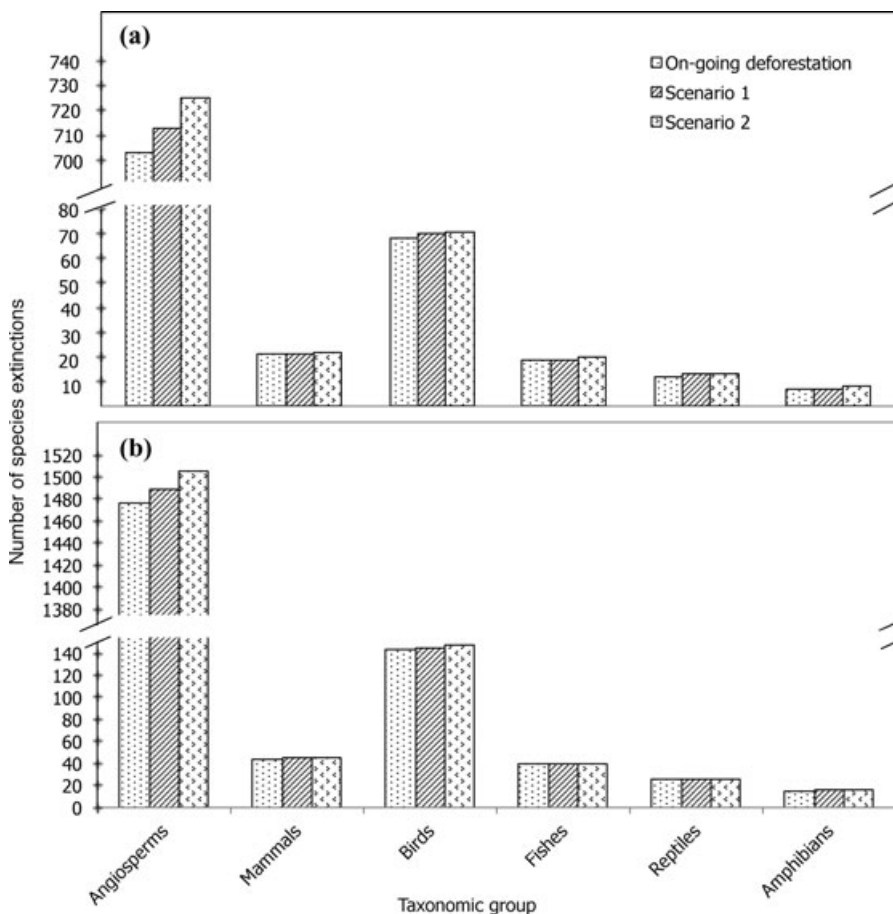 (a)
On-going deforestation
Scenario 1
Scenario 2
740
730
720
710
700
80
70
60
50
40
30
20
10
Number of species extinctions
(b)
1520
1500
1480
1460
1440
1420
1400
1380
140
120
100
80
60
40
20
0
Angiosperms
Mammals
Birds
Fishes
Reptiles
Amphibians
Taxonomic group